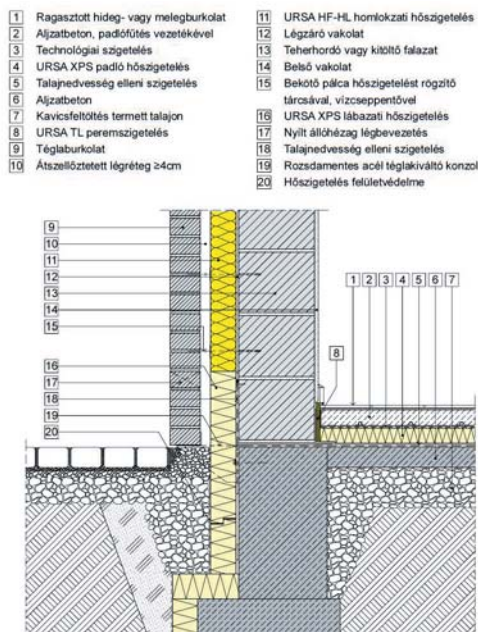 1 Ragasztott hideg- vagy melegburkolat
2 Aljzatbeton, padlófűtés vezetékével
3 Technológiai szigetelés
4 URSA XPS padló hőszigetelés
5 Talajnedvesség elleni szigetelés
6 Aljzatbeton
7 Kavicsfeltöltés termett talajon
8 URSA TL peremszigetelés
9 Téglaburkolat
10 Átszellőztetett légréteg ≥4cm
11 URSA HF-HL homlokzati hőszigetelés
12 Légzáró vakolat
13 Teherhordó vagy kitöltő falazat
14 Belső vakolat
15 Bekötő pálca hőszigetelést rögzítő
tárcsával, vízcseppentővel
16 URSA XPS lábazati hőszigetelés
17 Nyílt állóhézag légbevezetés
18 Talajnedvesség elleni szigetelés
19 Rozsdamentes acél téglakiváltó konzol
20 Hőszigetelés felületvédelme
9
10
11
12
13
14
15
16
17
18
19
20
1 2 3 4 5 6 7
8